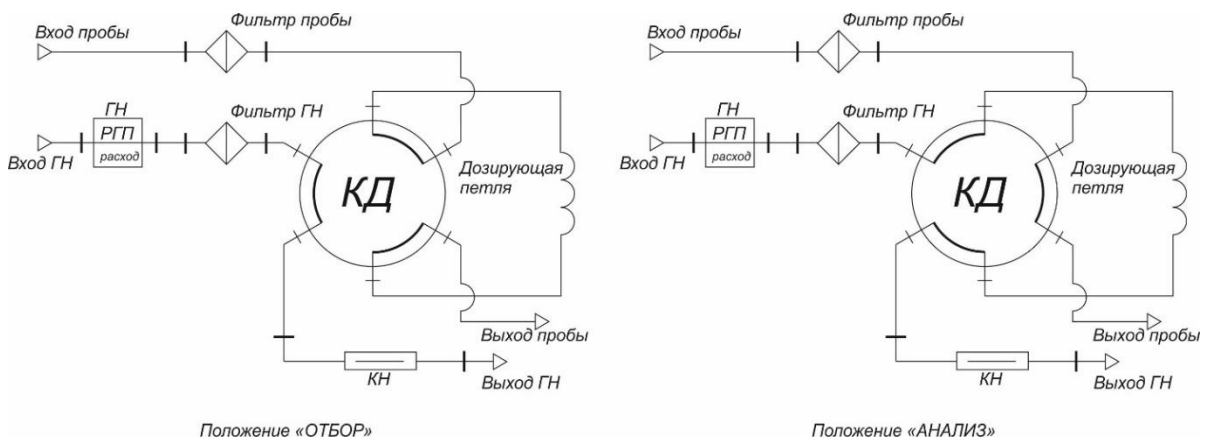 Вход пробы
Фильтр пробы
ГН
РГП
расход
Вход ГН
Фильтр ГН
КД
Дозирующая
петля
Выход пробы
КН
Выход ГН
Положение «ОТБОР»
Вход пробы
Фильтр пробы
ГН
РГП
расход
Вход ГН
Фильтр ГН
КД
Дозирующая
петля
Выход пробы
КН
Выход ГН
Положение «АНАЛИЗ»